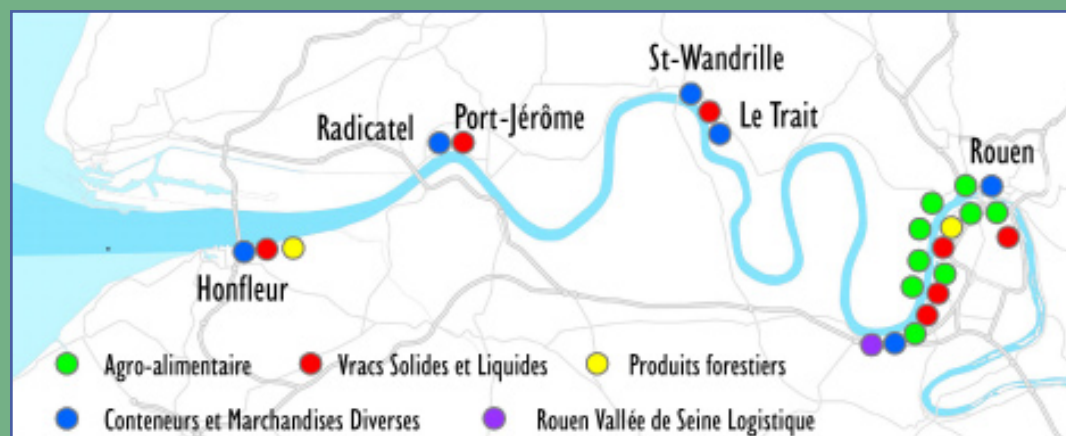 St-Wandrille
Radicatel
Port-Jérôme
Le Trait
Rouen
Honfleur
Agro-alimentaire
Vracs Solides et Liquides
Produits forestiers
Conteneurs et Marchandises Diverses
Rouen Vallée de Seine Logistique